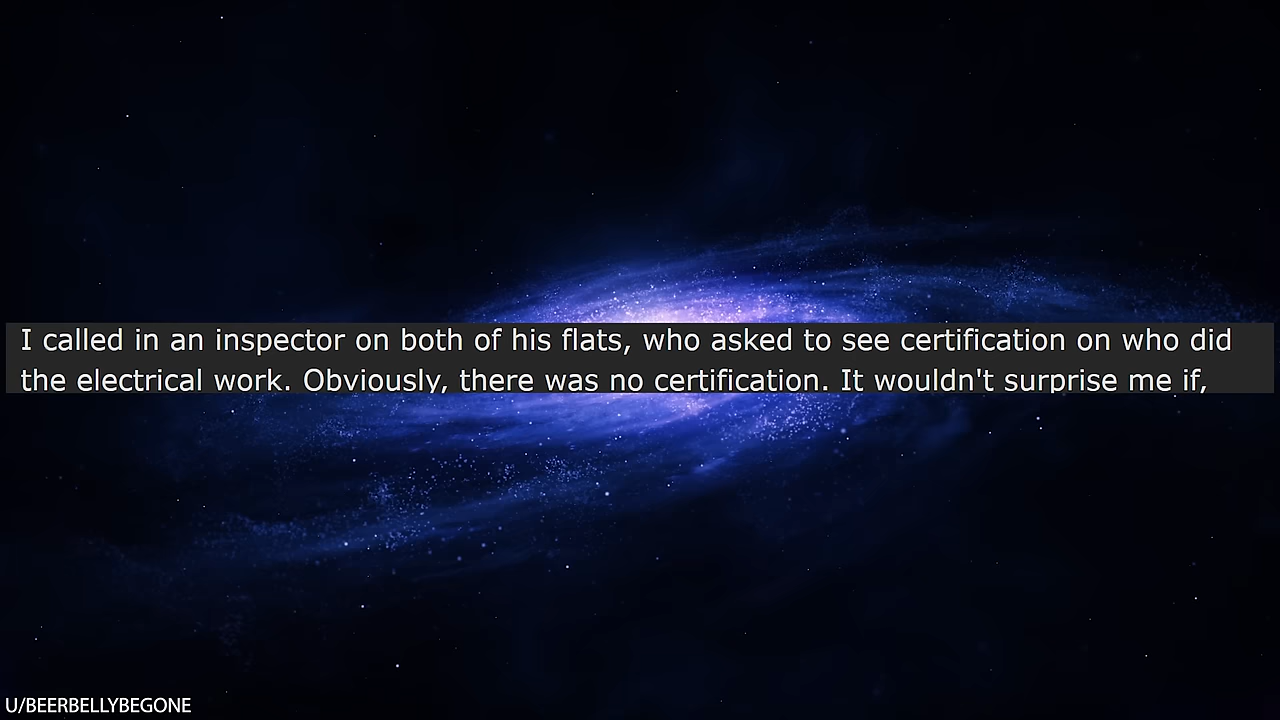 I called in an inspector on both of his flats, who asked to see certification on who did
the electrical work. Obviously, there was no certification. It wouldn't surprise me if,
U/BEERBELLYBEGONE